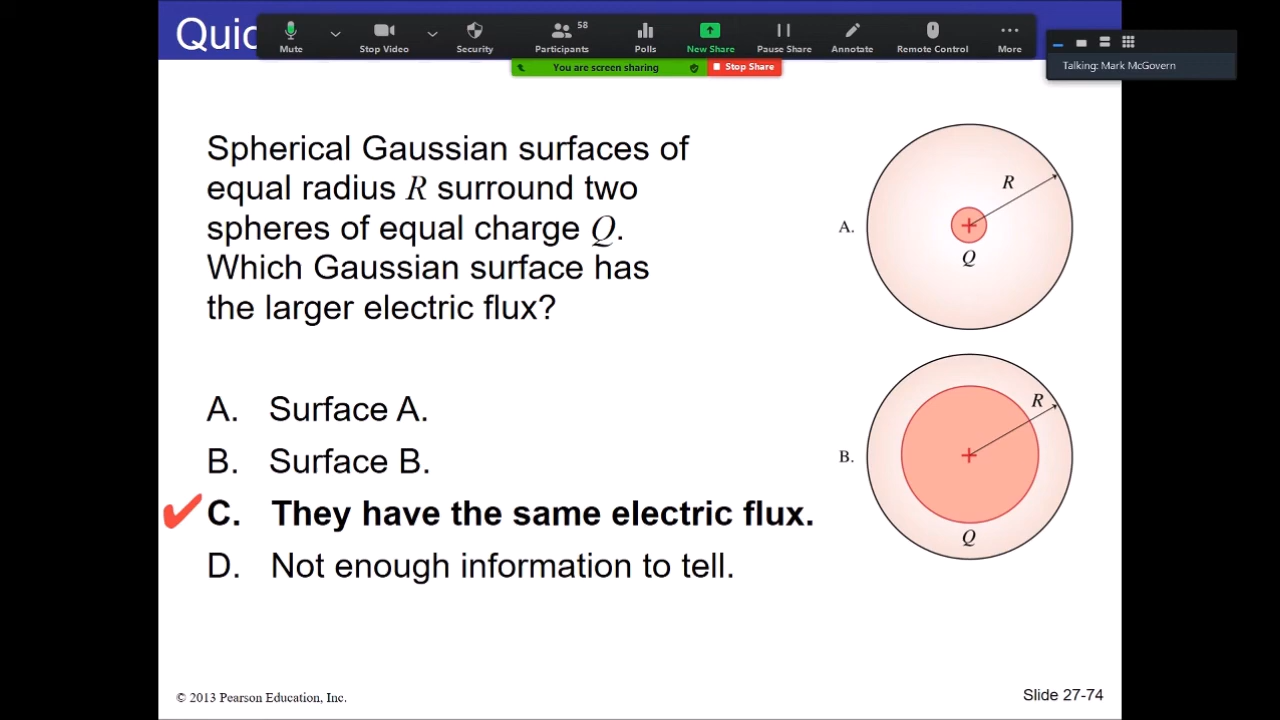 Quic
Mute
Stop Video
Security
Participants
58
Polls
New Share
Pause Share
Annotate
Remote Control
More
You are screen sharing
Stop Share
Talking: Mark McGovern
Spherical Gaussian surfaces of
equal radius R surround two
spheres of equal charge Q.
Which Gaussian surface has
the larger electric flux?
A. Surface A.
B. Surface B.
C. They have the same electric flux.
D. Not enough information to tell.
A.
R
+
Q
B.
R
+
Q
© 2013 Pearson Education, Inc.
Slide 27-74